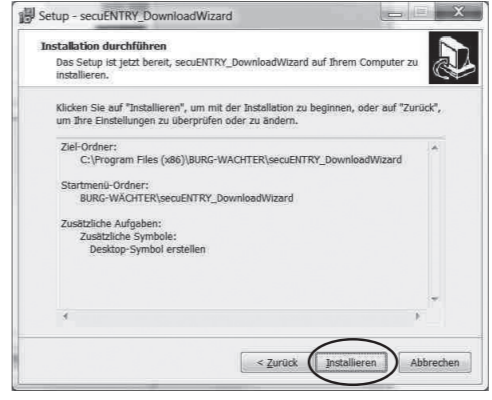 Setup - secuENTRY_DownloadWizard
Installation durchführen
Das Setup ist jetzt bereit, secuENTRY_DownloadWizard auf Ihrem Computer zu
installieren.
Klicken Sie auf "Installieren", um mit der Installation zu beginnen, oder auf "Zurück",
um Ihre Einstellungen zu überprüfen oder zu ändern.
Ziel-Ordner:
C:\Program Files (x86)\BURG-WACHTER\secuENTRY_DownloadWizard
Startmenü-Ordner:
BURG-WÄCHTER\secuENTRY_DownloadWizard
Zusätzliche Aufgaben:
Zusätzliche Symbole:
Desktop-Symbol erstellen
< Zurück Installieren Abbrechen